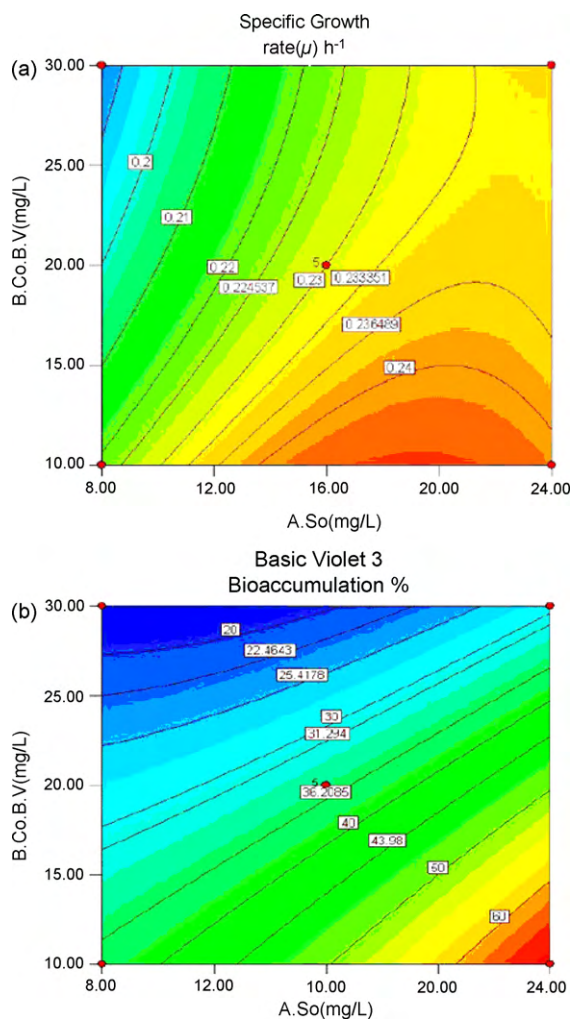 Specific Growth
rate(μ) h-1
(a)
30.00
25.00
20.00
15.00
10.00
B.Co.B.V(mg/L)
0.2
0.21
0.22
0.224537
5
0.23
0.233351
0.236489
0.24
8.00 12.00 16.00 20.00 24.00
A.So(mg/L)
Basic Violet 3
Bioaccumulation %
(b)
30.00
25.00
20.00
15.00
10.00
B.Co.B.V(mg/L)
20
22.4643
25.4178
30
31.294
5
36.2085
40
43.98
50
60
8.00 12.00 10.00 20.00 24.00
A.So(mg/L)